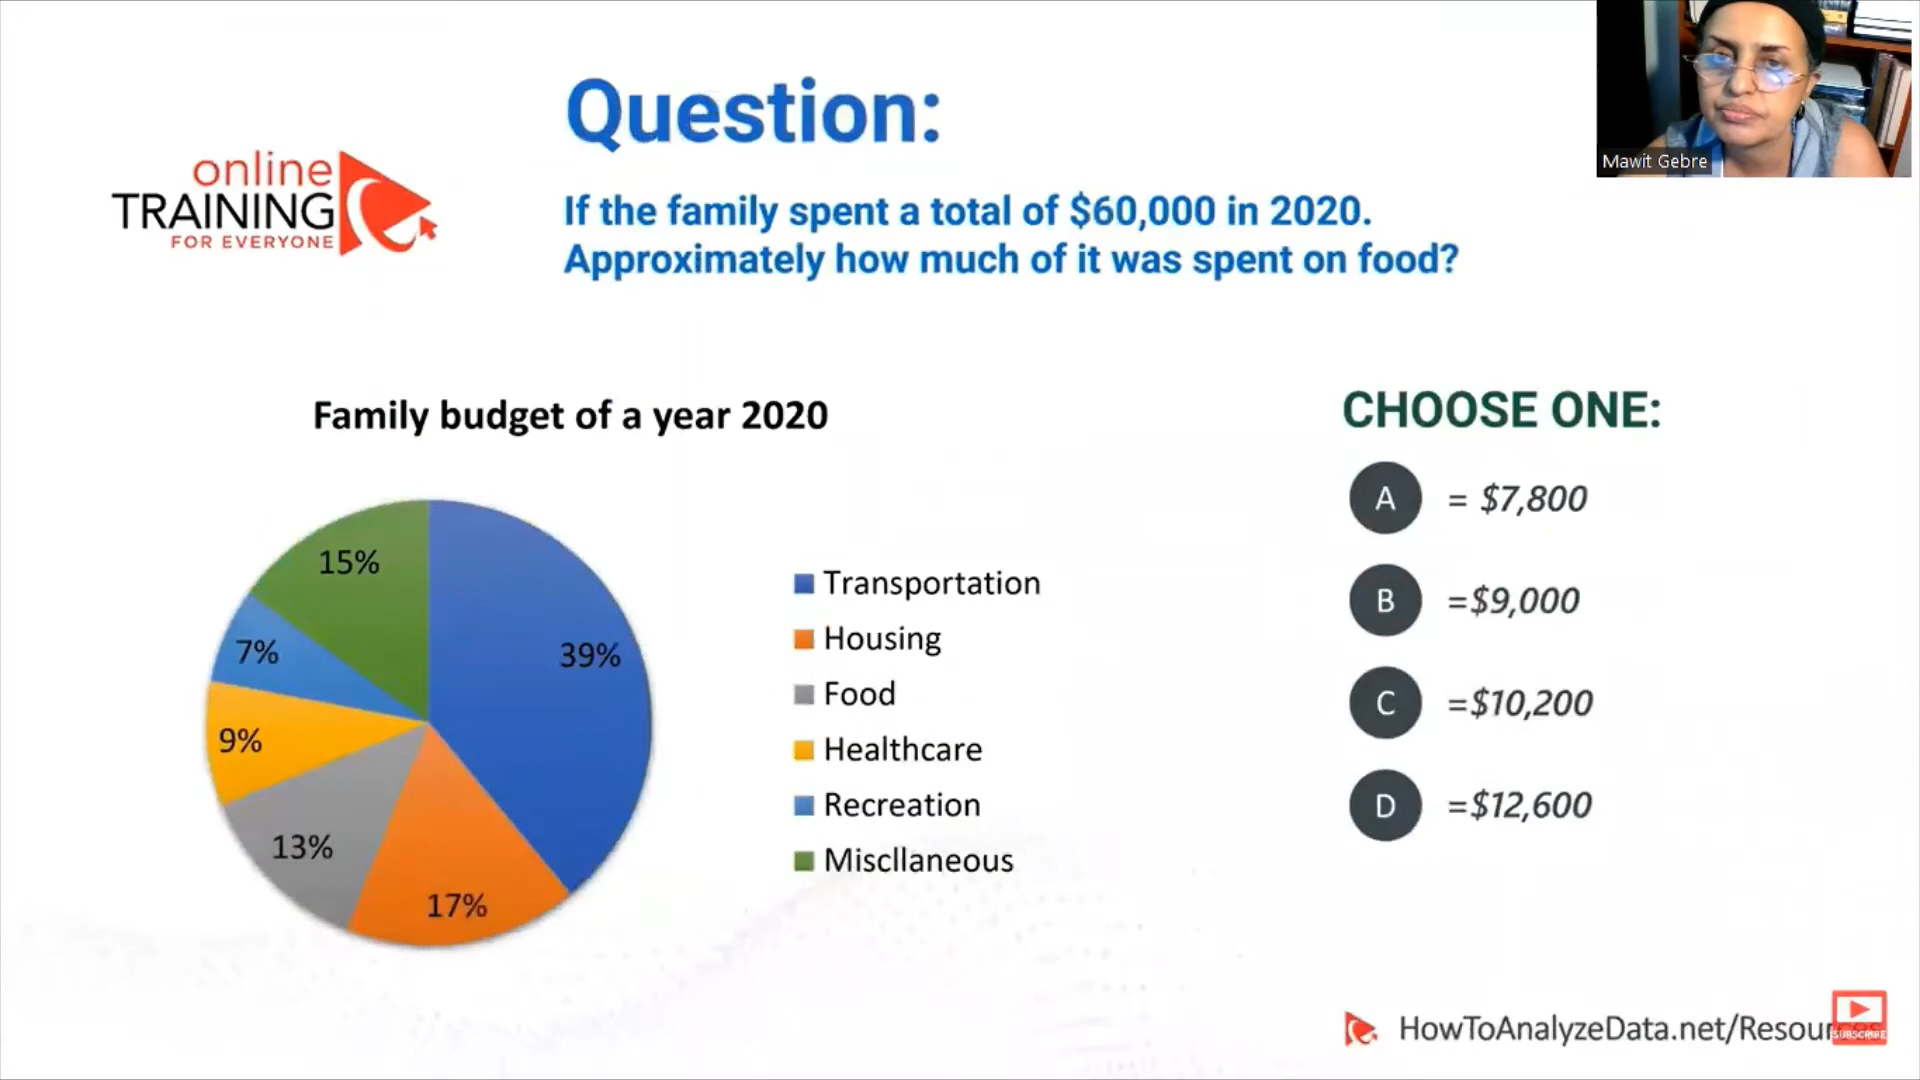 Question:
online
TRAINING
FOR EVERYONE
If the family spent a total of $60,000 in 2020.
Approximately how much of it was spent on food?
Mawit Gebre
Family budget of a year 2020
15%
7%
39%
9%
13%
17%
Transportation
Housing
Food
Healthcare
Recreation
Miscllaneous
CHOOSE ONE:
A = $7,800
B =$9,000
C =$10,200
D =$12,600
HowToAnalyzeData.net/Resour
SUBSCRIBE